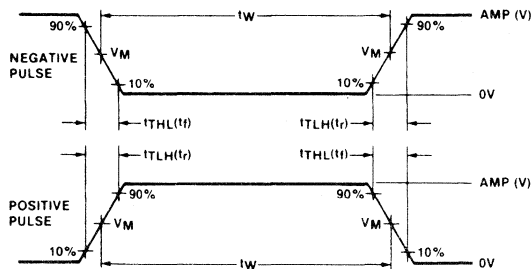 tW
AMP (V)
90%
90%
NEGATIVE
PULSE
VM
VM
10%
10%
0V
tTHL(tf)
tTLH(tr)
tTLH(tr)
tTHL(tf)
AMP (V)
POSITIVE
PULSE
90%
90%
VM
VM
10%
10%
tW
0V